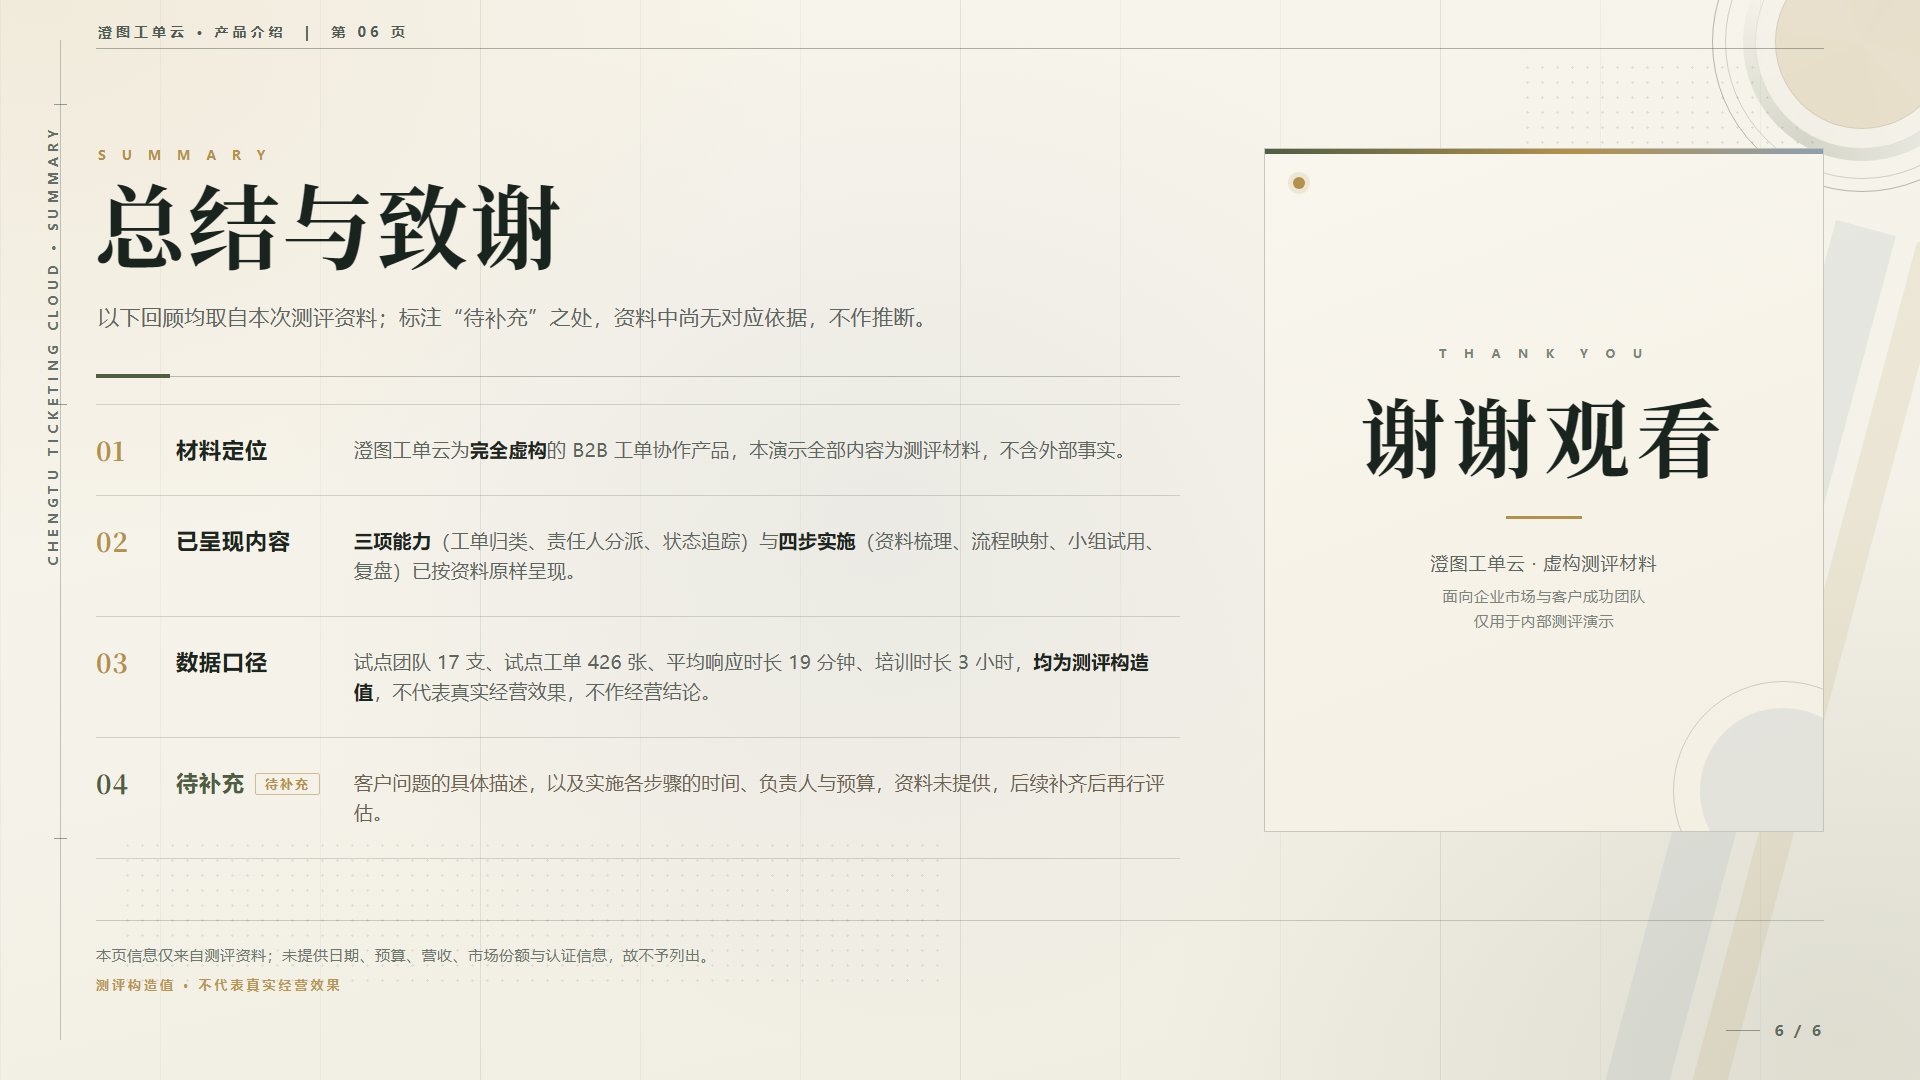 澄图工单云 • 产品介绍 | 第 06 页
CHENGTU TICKETING CLOUD • SUMMARY
SUMMARY
总结与致谢
以下回顾均取自本次测评资料；标注“待补充”之处，资料中尚无对应依据，不作推断。
01 材料定位 澄图工单云为完全虚构的 B2B 工单协作产品，本演示全部内容为测评材料，不含外部事实。
02 已呈现内容 三项能力（工单归类、责任人分派、状态追踪）与四步实施（资料梳理、流程映射、小组试用、
复盘）已按资料原样呈现。
03 数据口径 试点团队 17 支、试点工单 426 张、平均响应时长 19 分钟、培训时长 3 小时，均为测评构造
值，不代表真实经营效果，不作经营结论。
04 待补充 待补充 客户问题的具体描述，以及实施各步骤的时间、负责人与预算，资料未提供，后续补齐后再行评
估。
THANK YOU
谢谢观看
澄图工单云 · 虚构测评材料
面向企业市场与客户成功团队
仅用于内部测评演示
本页信息仅来自测评资料；未提供日期、预算、营收、市场份额与认证信息，故不予列出。
测评构造值 • 不代表真实经营效果
6 / 6